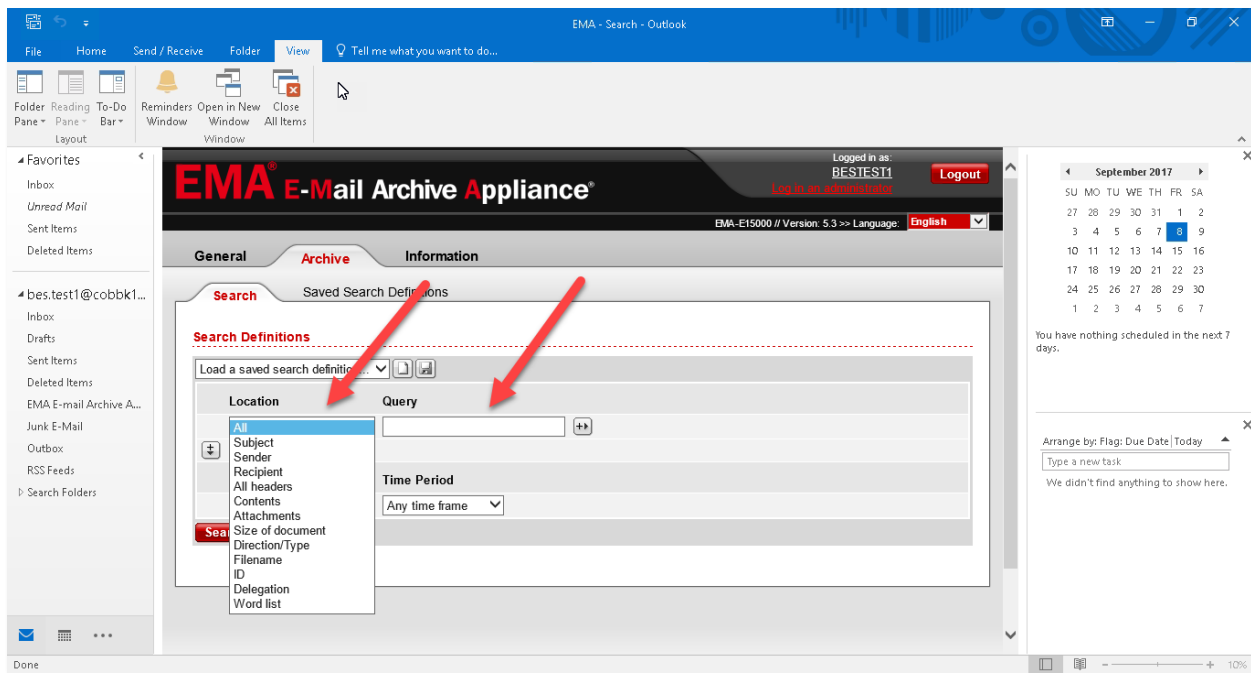 EMA - Search - Outlook
File Home Send / Receive Folder View Tell me what you want to do...
Folder Pane
Reading Pane
To-Do Bar
Reminders Window
Open in New Window
Close All Items
Layout
Window
Favorites
Inbox
Unread Mail
Sent Items
Deleted Items
bes.test1@cobbk1...
Inbox
Drafts
Sent Items
Deleted Items
EMA E-mail Archive A...
Junk E-Mail
Outbox
RSS Feeds
Search Folders
EMA® E-Mail Archive Appliance®
Logged in as:
BESTEST1
Log in an administrator
Logout
EMA-E15000 // Version: 5.3 >> Language: English
General Archive Information
Search Saved Search Definitions
Search Definitions
Load a saved search definition...
Location Query
All
Subject
Sender
Recipient
All headers
Contents
Attachments
Size of document
Direction/Type
Filename
ID
Delegation
Word list
Time Period
Any time frame
Sea
September 2017
SU MO TU WE TH FR SA
27 28 29 30 31 1 2
3 4 5 6 7 8 9
10 11 12 13 14 15 16
17 18 19 20 21 22 23
24 25 26 27 28 29 30
1 2 3 4 5 6 7
You have nothing scheduled in the next 7
days.
Arrange by: Flag: Due Date Today
Type a new task
We didn't find anything to show here.
Done
10%